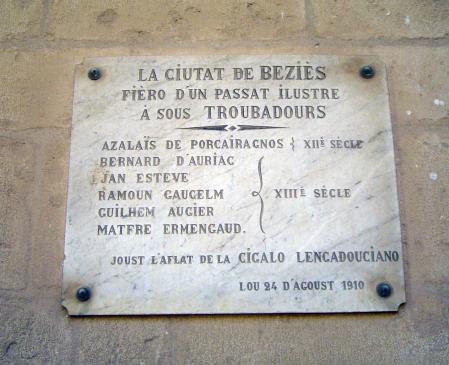 LA CIUTAT DE BEZIÈS
FIÈRO D'UN PASSAT ILUSTRE
A SOUS TROUBADOURS
AZALAÏS DE PORCAIRAGNOS } XIIᴱ SÈCLE
BERNARD D'AURIAC
JAN ESTÈVE
RAMOUN GAUCELM } XIIIᴱ SÈCLE
GUILHEM AUGIER
MATFRE ERMENGAUD.
JOUST L'AFLAT DE LA CIGALO LENGADOUCIANO
LOU 24 D'AGOUST 1910